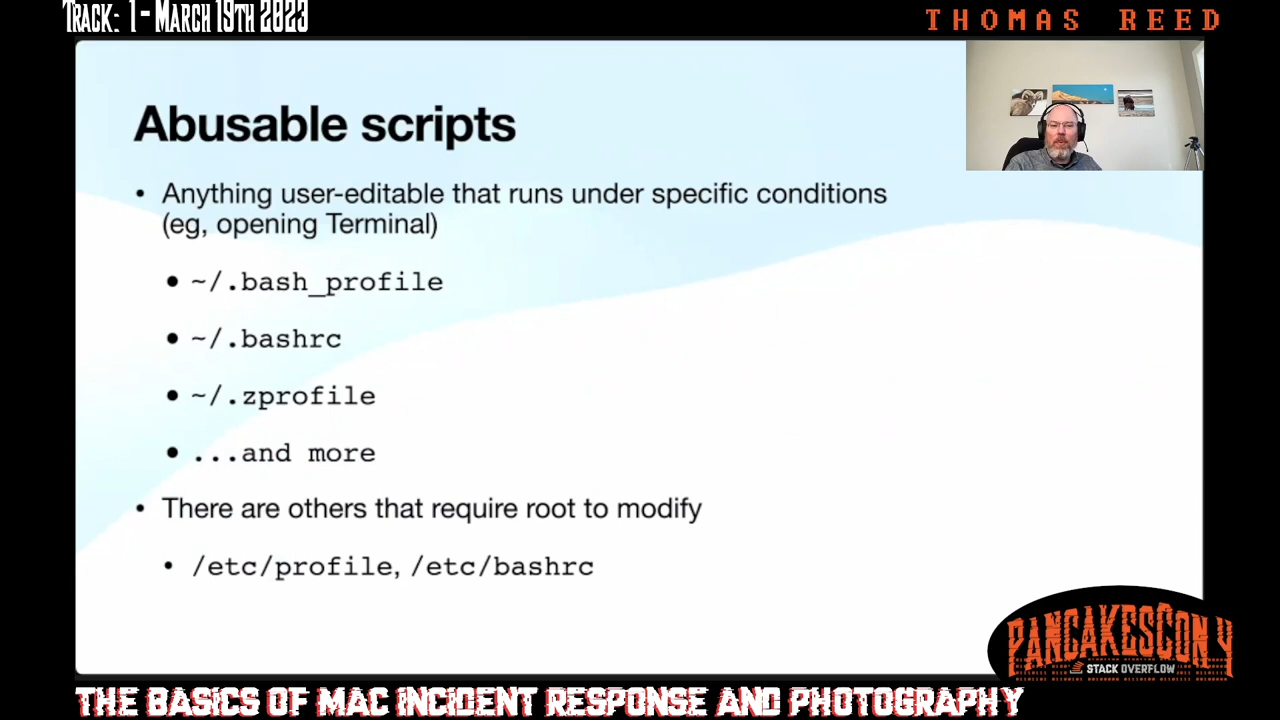 TRACK: 1 - MARCH 19TH 2023
THOMAS REED
Abusable scripts
• Anything user-editable that runs under specific conditions
(eg, opening Terminal)
• ~/.bash_profile
• ~/.bashrc
• ~/.zprofile
• ...and more
• There are others that require root to modify
• /etc/profile, /etc/bashrc
PANCAKESCON 4
STACK OVERFLOW
THE BASICS OF MAC INCIDENT RESPONSE AND PHOTOGRAPHY